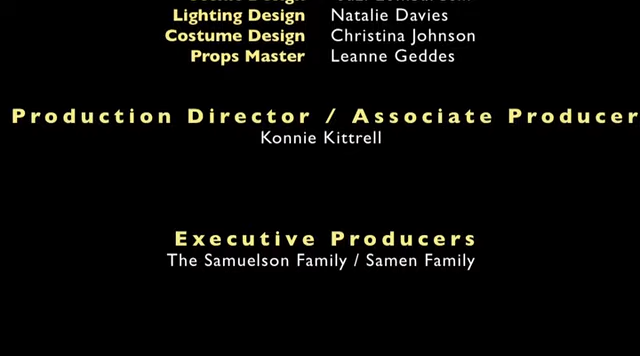 Lighting Design Natalie Davies
Costume Design Christina Johnson
Props Master Leanne Geddes
Production Director / Associate Producer
Konnie Kittrell
Executive Producers
The Samuelson Family / Samen Family